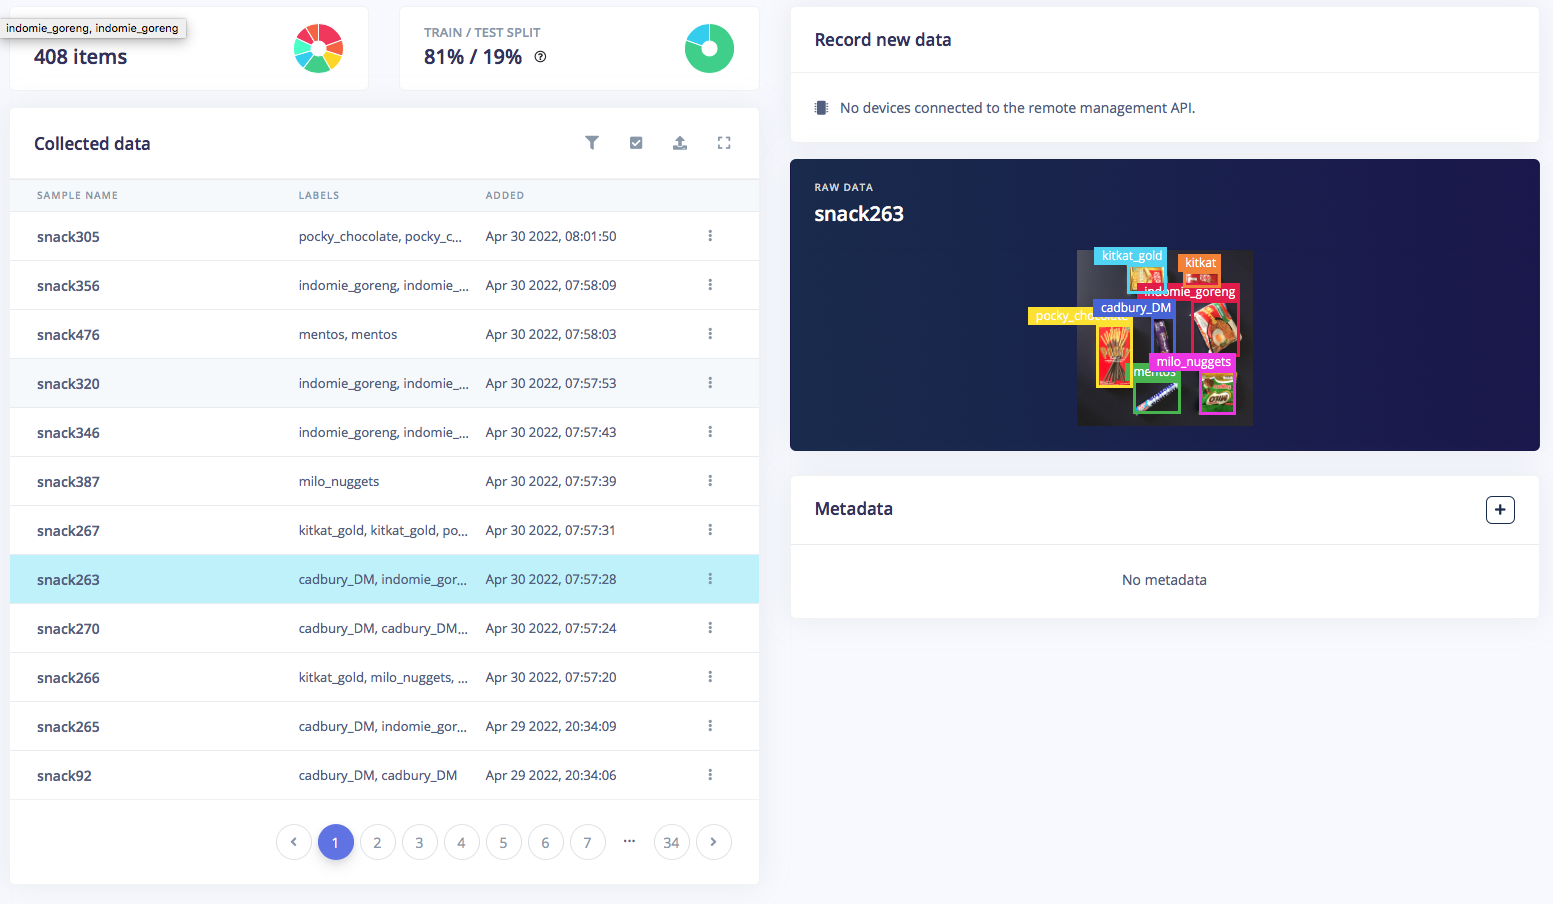 indomie_goreng, indomie_goreng
408 items
TRAIN / TEST SPLIT
81% / 19%
Collected data
SAMPLE NAME LABELS ADDED
snack305 pocky_chocolate, pocky_c... Apr 30 2022, 08:01:50
snack356 indomie_goreng, indomie_... Apr 30 2022, 07:58:09
snack476 mentos, mentos Apr 30 2022, 07:58:03
snack320 indomie_goreng, indomie_... Apr 30 2022, 07:57:53
snack346 indomie_goreng, indomie_... Apr 30 2022, 07:57:43
snack387 milo_nuggets Apr 30 2022, 07:57:39
snack267 kitkat_gold, kitkat_gold, po... Apr 30 2022, 07:57:31
snack263 cadbury_DM, indomie_gor... Apr 30 2022, 07:57:28
snack270 cadbury_DM, cadbury_DM... Apr 30 2022, 07:57:24
snack266 kitkat_gold, milo_nuggets, ... Apr 30 2022, 07:57:20
snack265 cadbury_DM, indomie_gor... Apr 29 2022, 20:34:09
snack92 cadbury_DM, cadbury_DM Apr 29 2022, 20:34:06
1 2 3 4 5 6 7 ... 34
Record new data
No devices connected to the remote management API.
RAW DATA
snack263
kitkat_gold
kitkat
indomie_goreng
cadbury_DM
pocky_chocolate
milo_nuggets
mentos
Metadata
No metadata